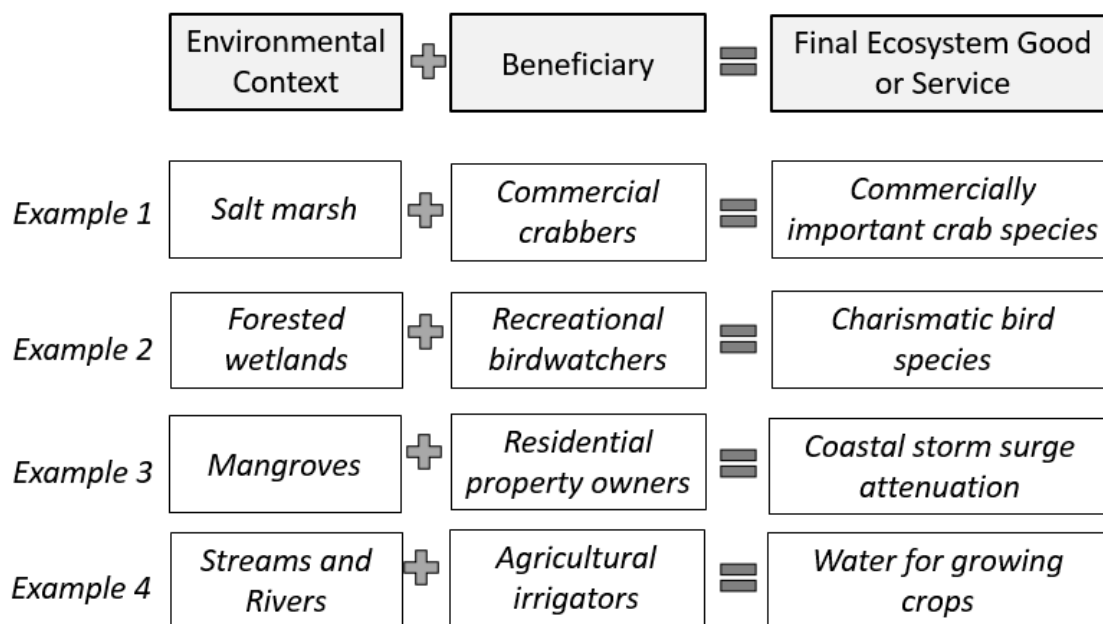 Environmental
Context
Beneficiary
Final Ecosystem Good
or Service
Example 1
Salt marsh
Commercial
crabbers
Commercially
important crab species
Example 2
Forested
wetlands
Recreational
birdwatchers
Charismatic bird
species
Example 3
Mangroves
Residential
property owners
Coastal storm surge
attenuation
Example 4
Streams and
Rivers
Agricultural
irrigators
Water for growing
crops